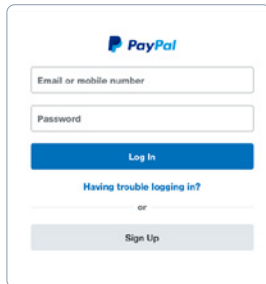 PayPal
Email or mobile number
Password
Log In
Having trouble logging in?
or
Sign Up